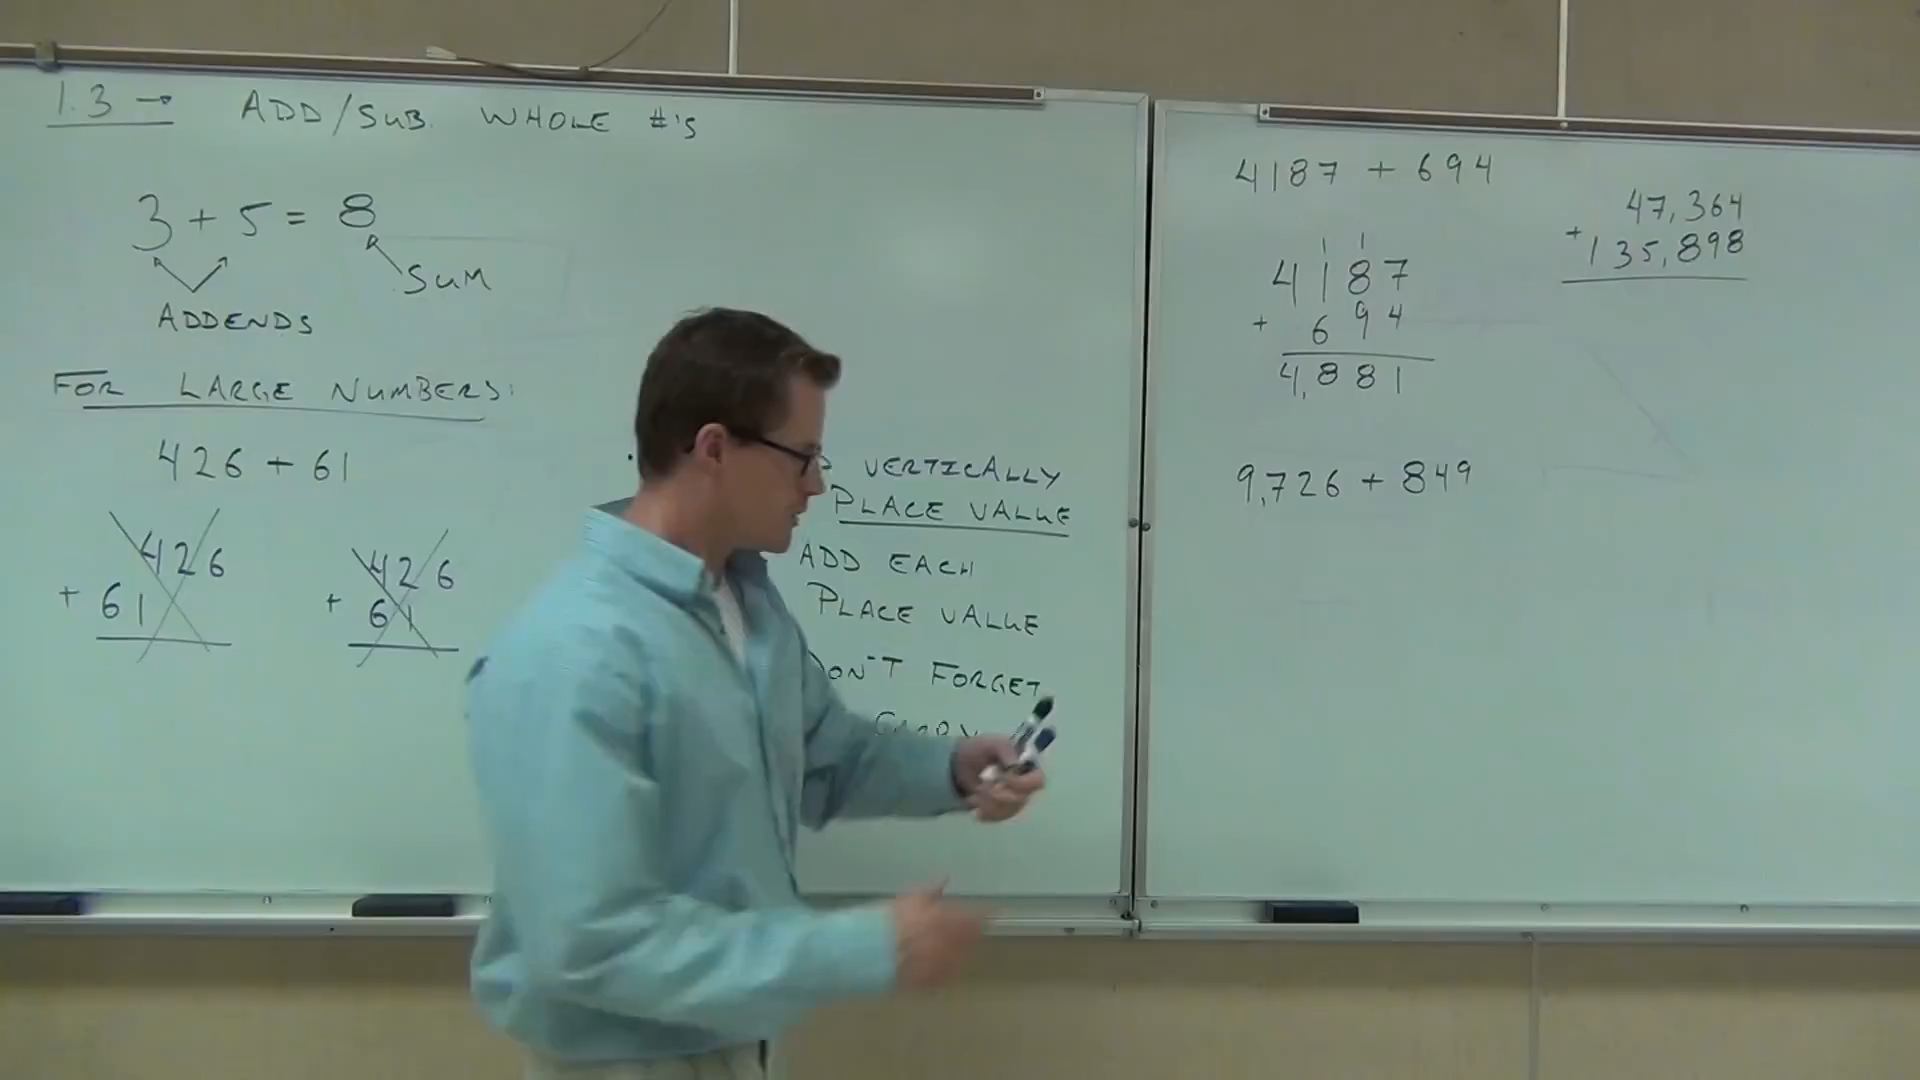 1.3 → ADD/SUB. WHOLE #'S
3 + 5 = 8
SUM
ADDENDS
FOR LARGE NUMBERS:
426 + 61
426
+ 61
426
+ 61
VERTICALLY
PLACE VALUE
ADD EACH
PLACE VALUE
FORGET
4187 + 694
1 1
4187
+ 694
4,881
9,726 + 849
47,364
+ 135,898